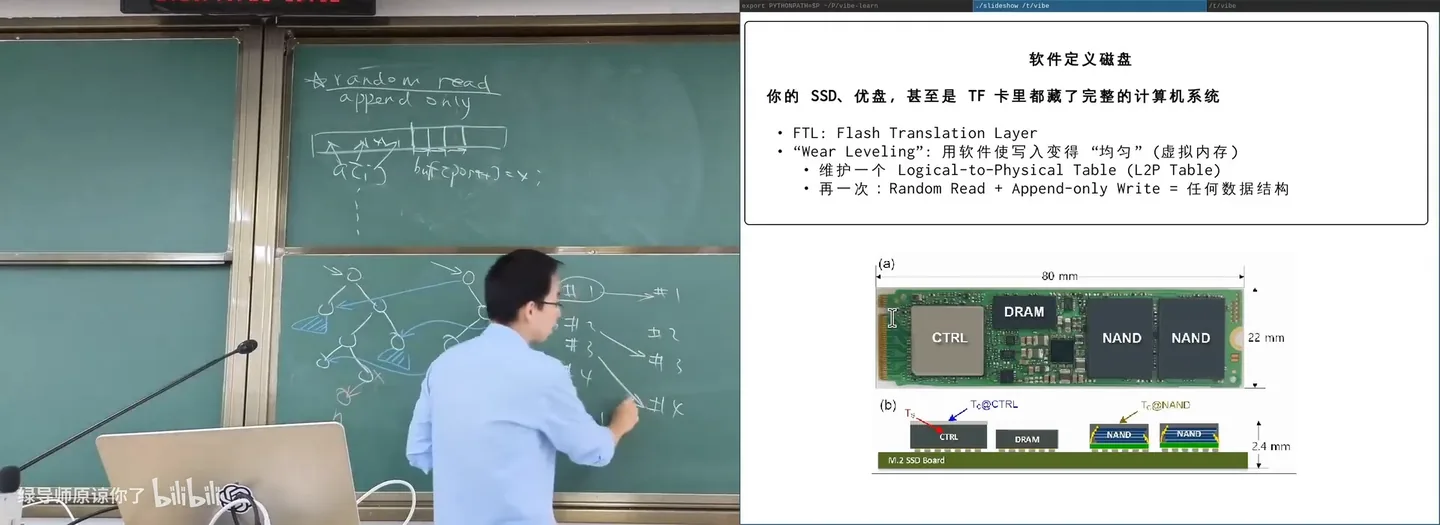 random read
append only
a[i]
buf[pos++] = x;
#1 #1
#2 #2
#3 #3
#4
#x
绿导师原谅你了 bilibili
export PYTHONPATH=$P ~/P/vibe-learn ./slideshow /t/vibe /t/vibe
软件定义磁盘
你的 SSD、优盘, 甚至是 TF 卡里都藏了完整的计算机系统
• FTL: Flash Translation Layer
• “Wear Leveling”: 用软件使写入变得 “均匀” (虚拟内存)
• 维护一个 Logical-to-Physical Table (L2P Table)
• 再一次：Random Read + Append-only Write = 任何数据结构
(a)
80 mm
CTRL DRAM NAND NAND
22 mm
(b)
Ts Tc@CTRL Tc@NAND
CTRL DRAM NAND NAND
2.4 mm
M.2 SSD Board